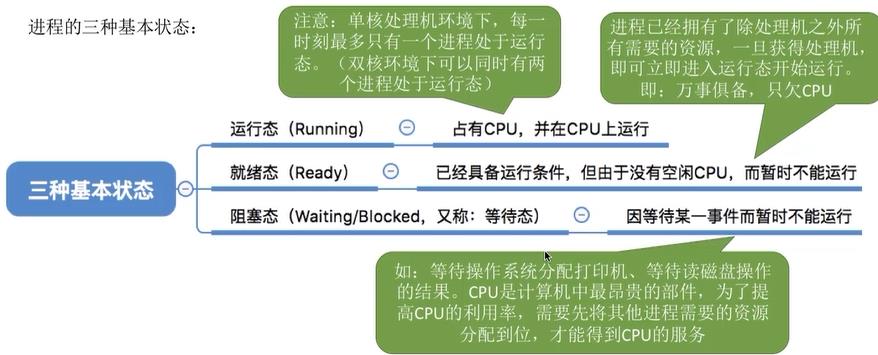 进程的三种基本状态：
注意：单核处理机环境下，每一
时刻最多只有一个进程处于运行
态。（双核环境下可以同时有两
个进程处于运行态）
进程已经拥有了除处理机之外所
有需要的资源，一旦获得处理机，
即可立即进入运行态开始运行。
即：万事俱备，只欠CPU
三种基本状态
运行态（Running） 占有CPU，并在CPU上运行
就绪态（Ready） 已经具备运行条件，但由于没有空闲CPU，而暂时不能运行
阻塞态（Waiting/Blocked，又称：等待态） 因等待某一事件而暂时不能运行
如：等待操作系统分配打印机、等待读磁盘操作
的结果。CPU是计算机中最昂贵的部件，为了提
高CPU的利用率，需要先将其他进程需要的资源
分配到位，才能得到CPU的服务